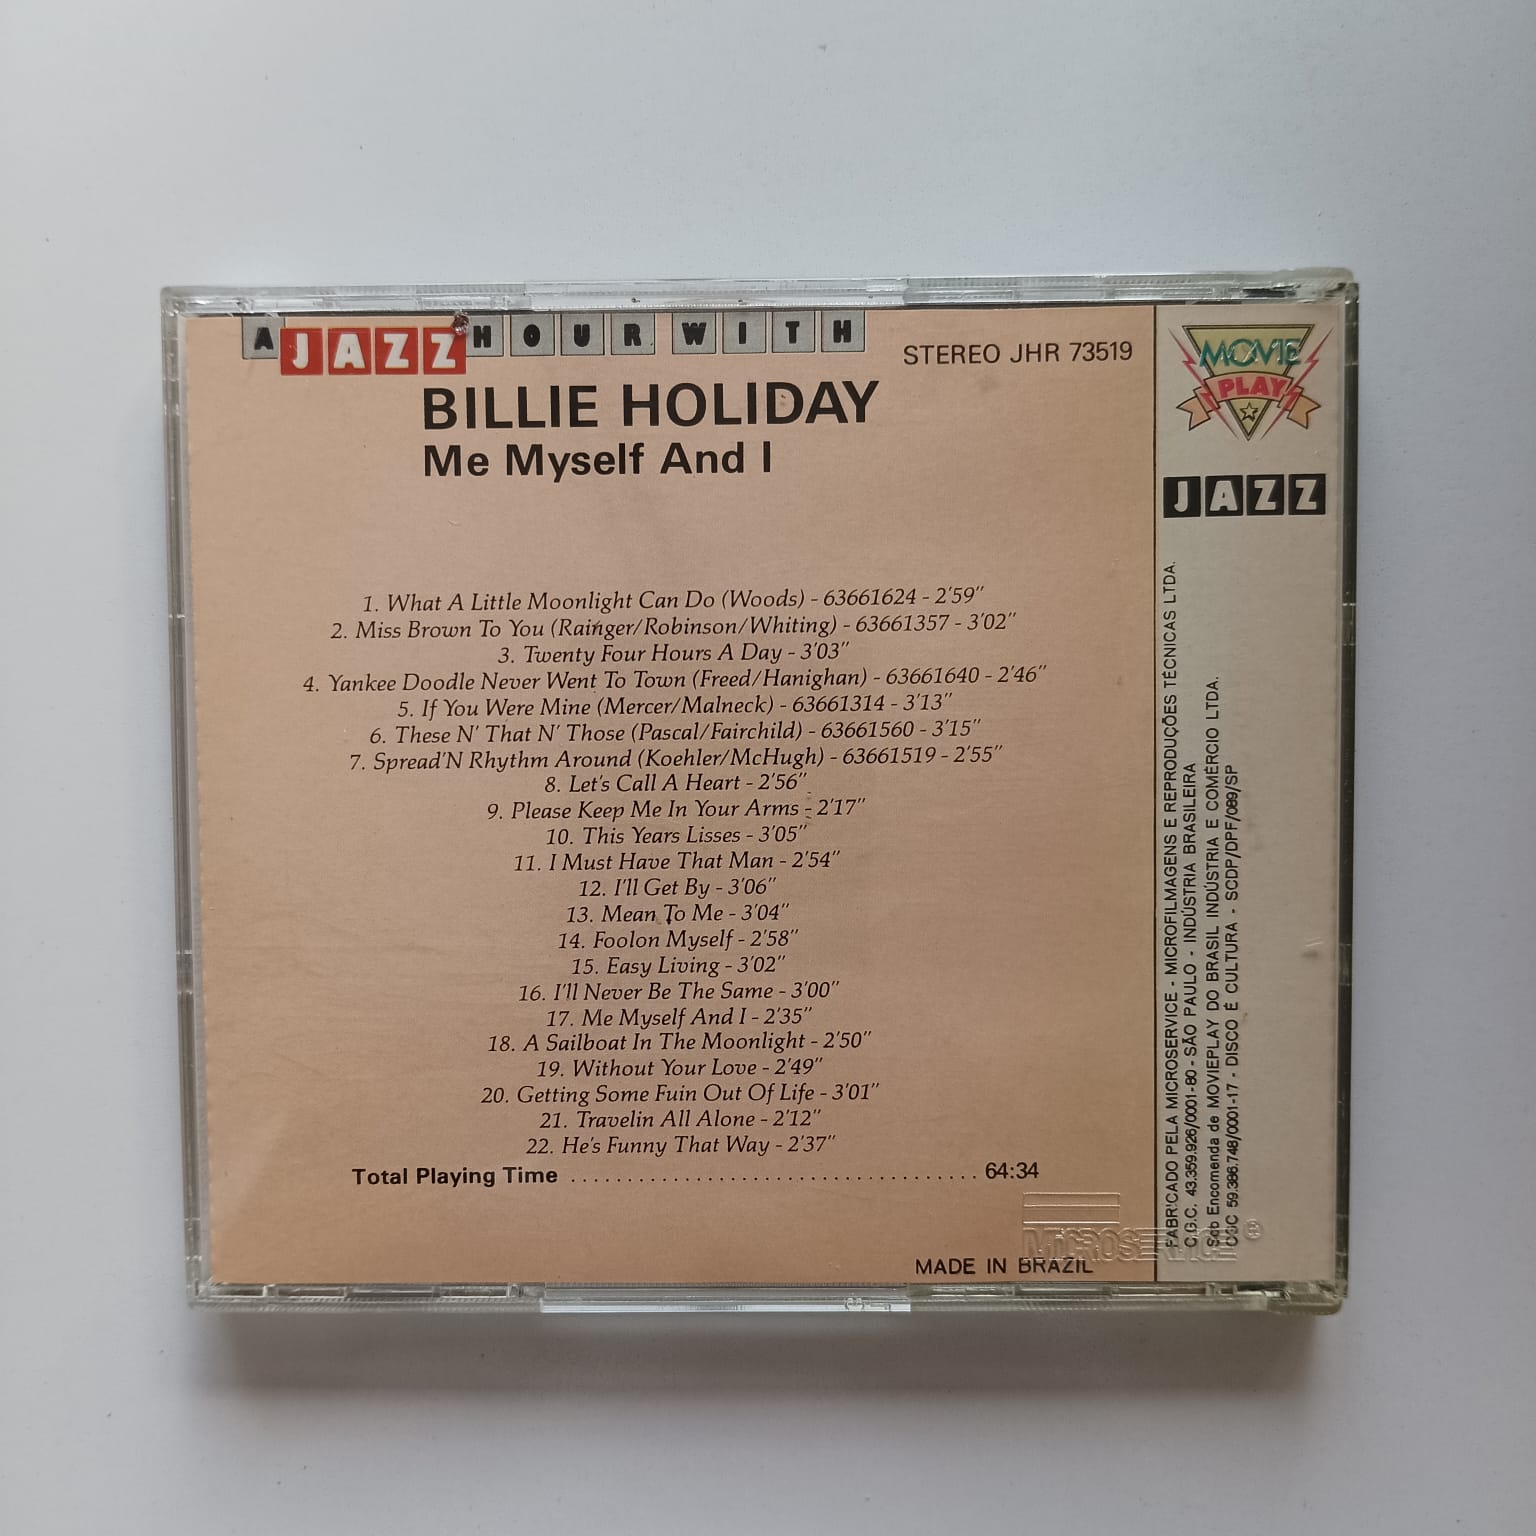 A JAZZ HOUR WITH
STEREO JHR 73519
BILLIE HOLIDAY
Me Myself And I
1. What A Little Moonlight Can Do (Woods) - 63661624 - 2'59"
2. Miss Brown To You (Rainger/Robinson/Whiting) - 63661357 - 3'02"
3. Twenty Four Hours A Day - 3'03"
4. Yankee Doodle Never Went To Town (Freed/Hanighan) - 63661640 - 2'46"
5. If You Were Mine (Mercer/Malneck) - 63661314 - 3'13"
6. These N' That N' Those (Pascal/Fairchild) - 63661560 - 3'15"
7. Spread'N Rhythm Around (Koehler/McHugh) - 63661519 - 2'55"
8. Let's Call A Heart - 2'56"
9. Please Keep Me In Your Arms - 2'17"
10. This Years Lisses - 3'05"
11. I Must Have That Man - 2'54"
12. I'll Get By - 3'06"
13. Mean To Me - 3'04"
14. Foolon Myself - 2'58"
15. Easy Living - 3'02"
16. I'll Never Be The Same - 3'00"
17. Me Myself And I - 2'35"
18. A Sailboat In The Moonlight - 2'50"
19. Without Your Love - 2'49"
20. Getting Some Fuin Out Of Life - 3'01"
21. Travelin All Alone - 2'12"
22. He's Funny That Way - 2'37"
Total Playing Time ..................................... 64:34
MICROSERVICE ®
MADE IN BRAZIL
MOVIE
PLAY
JAZZ
FABRICADO PELA MICROSERVICE - MICROFILMAGENS E REPRODUÇÕES TÉCNICAS LTDA.
C.G.C. 43.359.926/0001-80 - SÃO PAULO - INDÚSTRIA BRASILEIRA
Sob Encomenda de MOVIEPLAY DO BRASIL INDÚSTRIA E COMÉRCIO LTDA.
CGC 59.386.748/0001-17 - DISCO É CULTURA - SCDP/DPF/089/SP